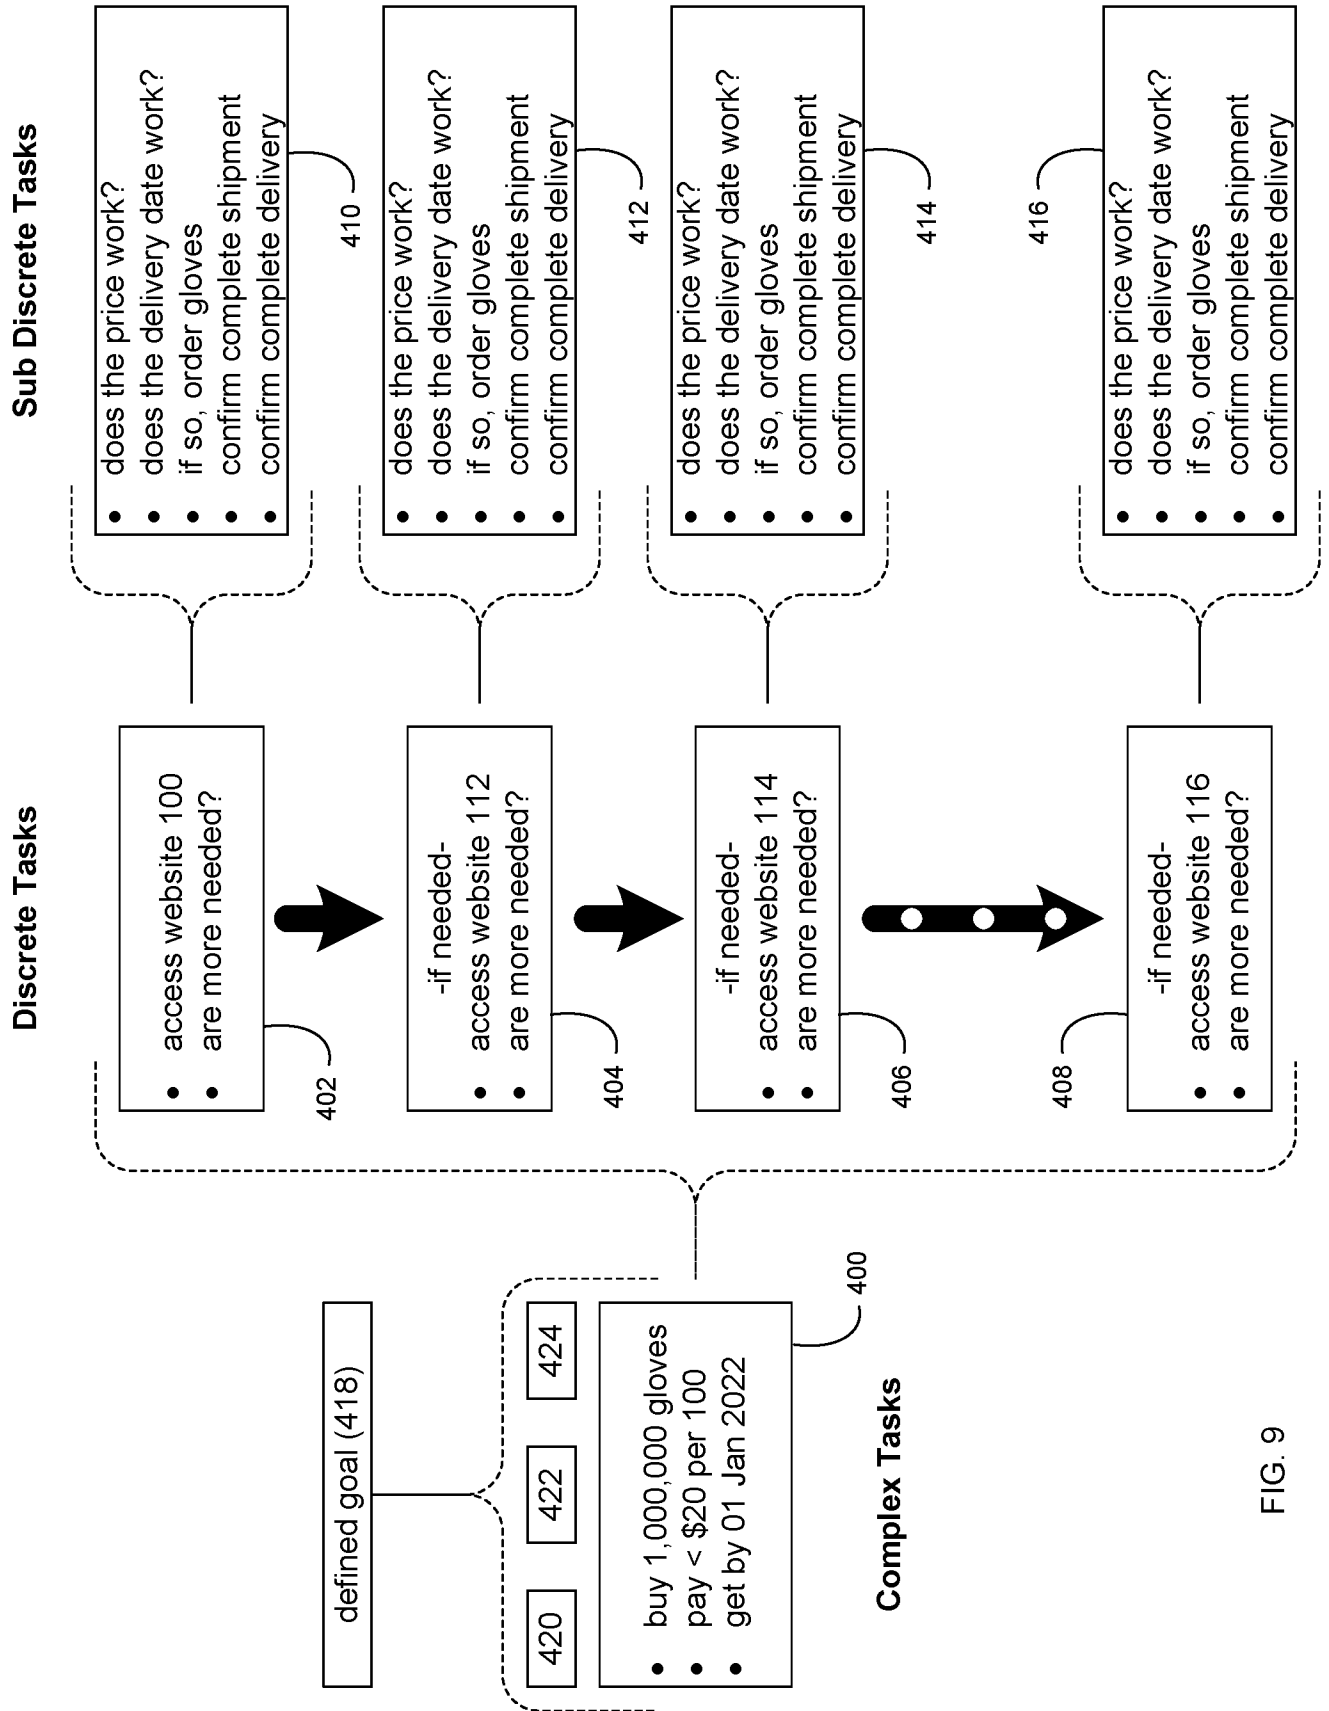 defined goal (418)
420
422
424
• buy 1,000,000 gloves
• pay < $20 per 100
• get by 01 Jan 2022
400
Complex Tasks
Discrete Tasks
• access website 100
• are more needed?
402
-if needed-
• access website 112
• are more needed?
404
-if needed-
• access website 114
• are more needed?
406
-if needed-
• access website 116
• are more needed?
408
Sub Discrete Tasks
• does the price work?
• does the delivery date work?
• if so, order gloves
• confirm complete shipment
• confirm complete delivery
410
• does the price work?
• does the delivery date work?
• if so, order gloves
• confirm complete shipment
• confirm complete delivery
412
• does the price work?
• does the delivery date work?
• if so, order gloves
• confirm complete shipment
• confirm complete delivery
414
• does the price work?
• does the delivery date work?
• if so, order gloves
• confirm complete shipment
• confirm complete delivery
416
FIG. 9